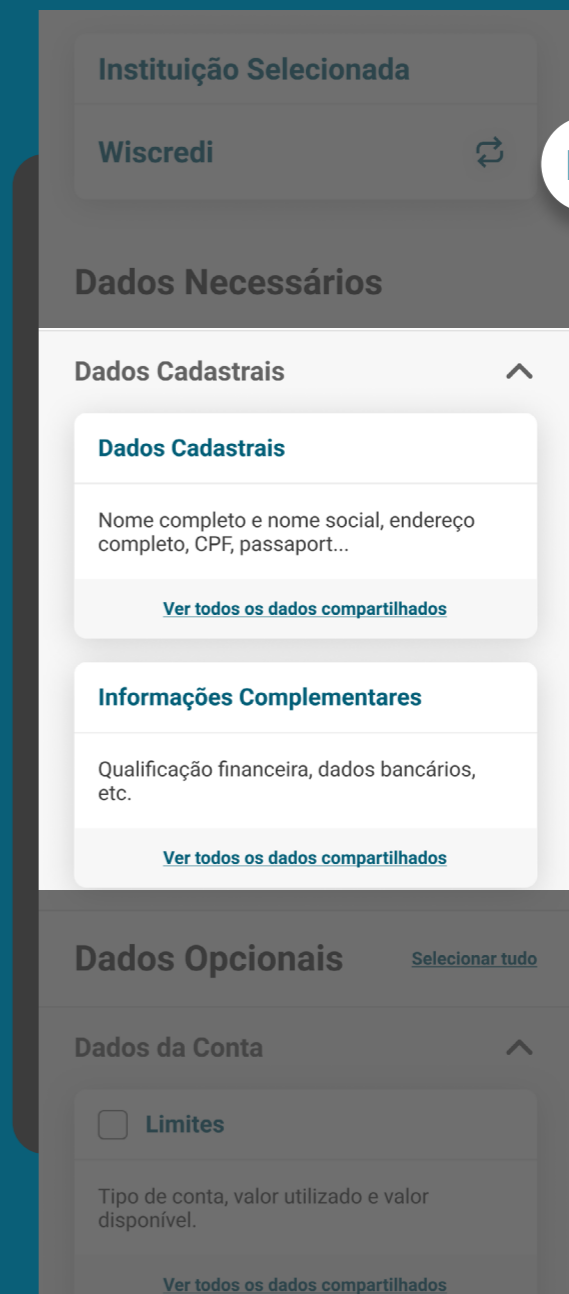 Instituição Selecionada
Wiscredi
Dados Necessários
Dados Cadastrais
Dados Cadastrais
Nome completo e nome social, endereço
completo, CPF, passaport...
Ver todos os dados compartilhados
Informações Complementares
Qualificação financeira, dados bancários,
etc.
Ver todos os dados compartilhados
Dados Opcionais
Selecionar tudo
Dados da Conta
Limites
Tipo de conta, valor utilizado e valor
disponível.
Ver todos os dados compartilhados